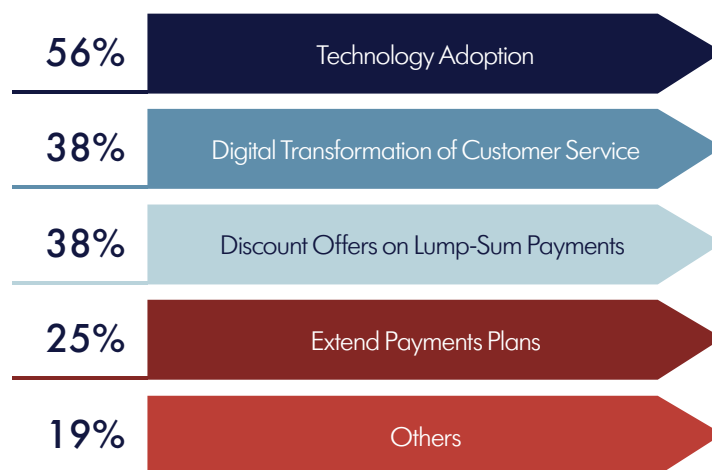 56% Technology Adoption
38% Digital Transformation of Customer Service
38% Discount Offers on Lump-Sum Payments
25% Extend Payments Plans
19% Others